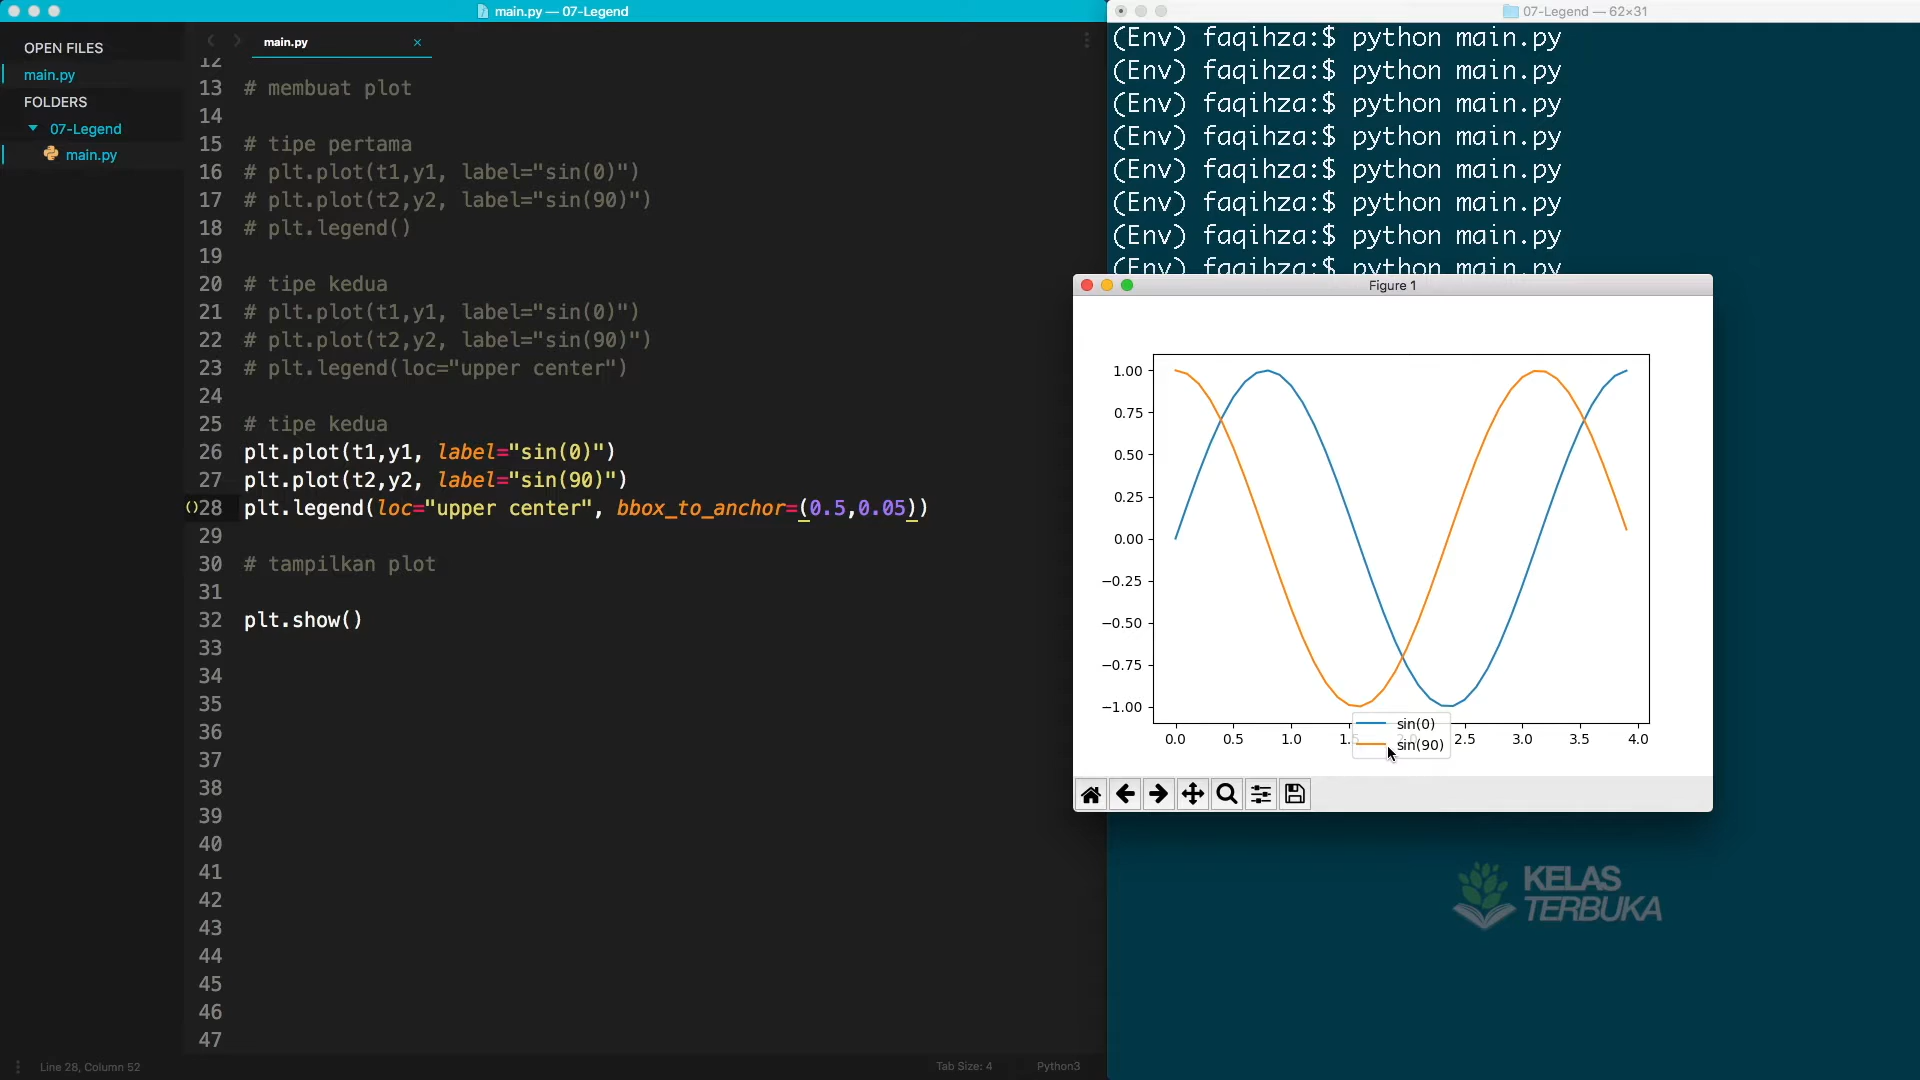 main.py — 07-Legend
OPEN FILES
main.py
FOLDERS
07-Legend
main.py
main.py ×
12
13 # membuat plot
14
15 # tipe pertama
16 # plt.plot(t1,y1, label="sin(0)")
17 # plt.plot(t2,y2, label="sin(90)")
18 # plt.legend()
19
20 # tipe kedua
21 # plt.plot(t1,y1, label="sin(0)")
22 # plt.plot(t2,y2, label="sin(90)")
23 # plt.legend(loc="upper center")
24
25 # tipe kedua
26 plt.plot(t1,y1, label="sin(0)")
27 plt.plot(t2,y2, label="sin(90)")
28 plt.legend(loc="upper center", bbox_to_anchor=(0.5,0.05))
29
30 # tampilkan plot
31
32 plt.show()
33
34
35
36
37
38
39
40
41
42
43
44
45
46
47
Line 28, Column 52
Tab Size: 4
Python3
07-Legend — 62×31
(Env) faqihza:$ python main.py
(Env) faqihza:$ python main.py
(Env) faqihza:$ python main.py
(Env) faqihza:$ python main.py
(Env) faqihza:$ python main.py
(Env) faqihza:$ python main.py
(Env) faqihza:$ python main.py
(Env) faqihza:$ python main.py
Figure 1
1.00
0.75
0.50
0.25
0.00
−0.25
−0.50
−0.75
−1.00
sin(0)
sin(90)
0.0 0.5 1.0 1.5 2.0 2.5 3.0 3.5 4.0
KELAS
TERBUKA